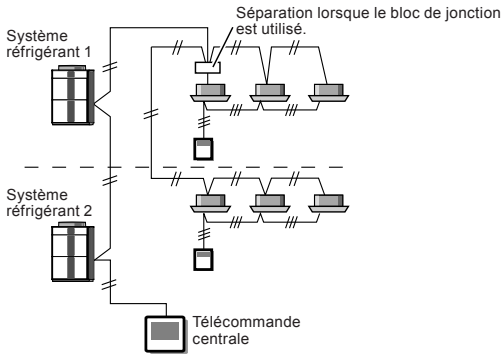 Séparation lorsque le bloc de jonction
est utilisé.
Système
réfrigérant 1
Système
réfrigérant 2
Télécommande
centrale